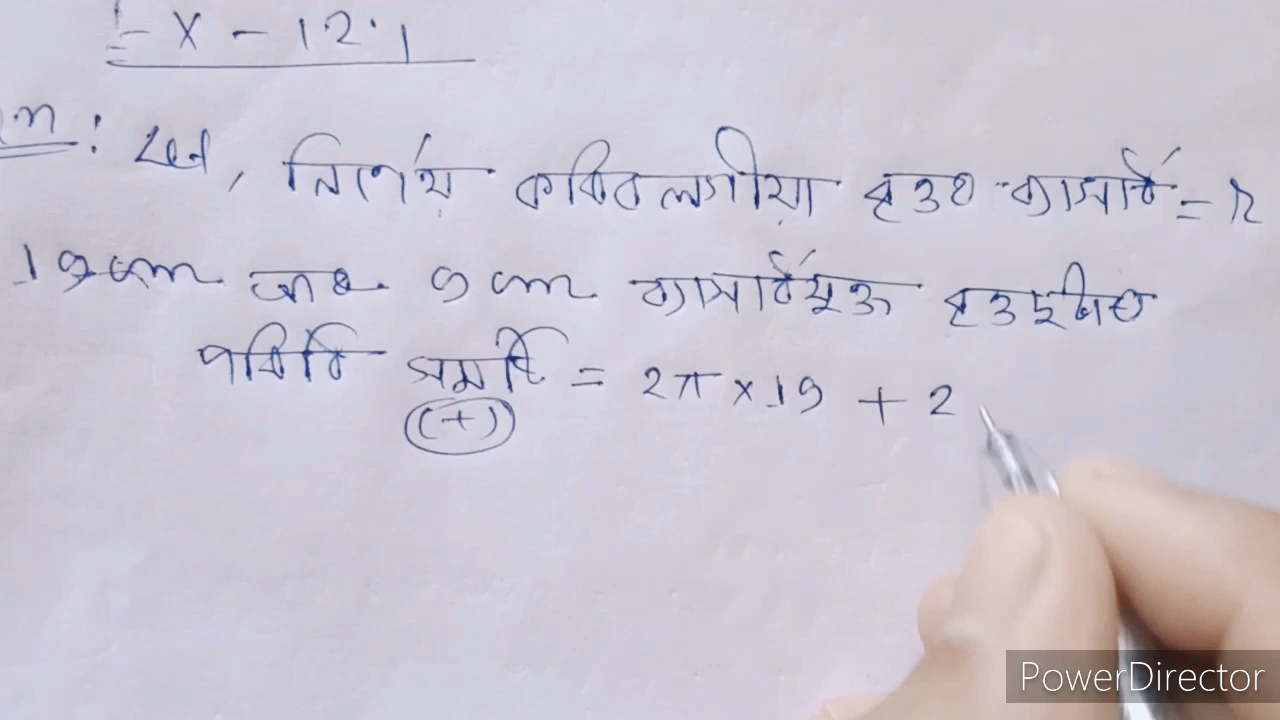 - X - 12.1
n : Let, নিৰ্ণেয় কৰিবলগীয়া বৃত্তৰ ব্যাসাৰ্ধ = r
19 cm আৰু 9 cm ব্যাসাৰ্ধযুক্ত বৃত্তদুটাৰ
পৰিধি সমষ্টি = 2π × 19 + 2
(+)
PowerDirector